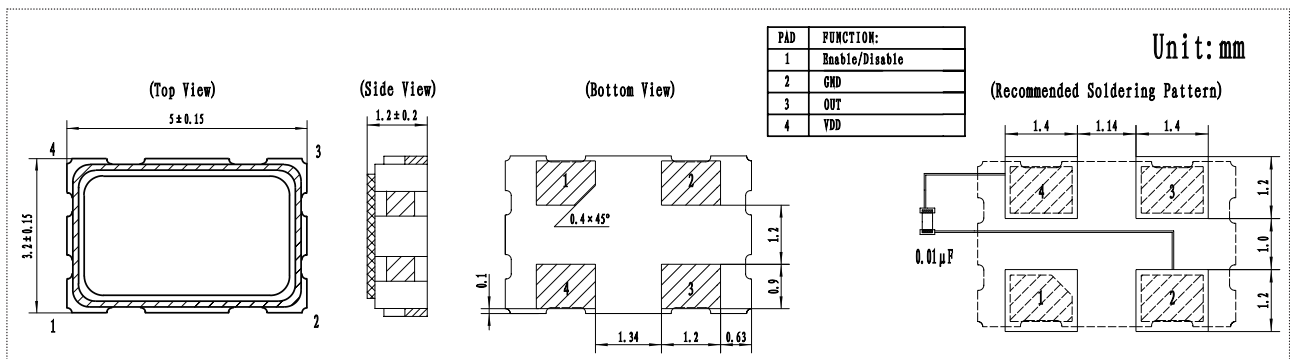 PAD FUNCTION:
1 Enable/Disable
2 GND
3 OUT
4 VDD
Unit:mm
(Top View)
5±0.15
4
3
3.2±0.15
1
2
(Side View)
1.2±0.2
(Bottom View)
1
2
0.4×45°
4
3
1.2
0.9
0.1
1.34
1.2
0.63
(Recommended Soldering Pattern)
1.4
1.14
1.4
4
3
1.2
0.01μF
1.0
1
2
1.2